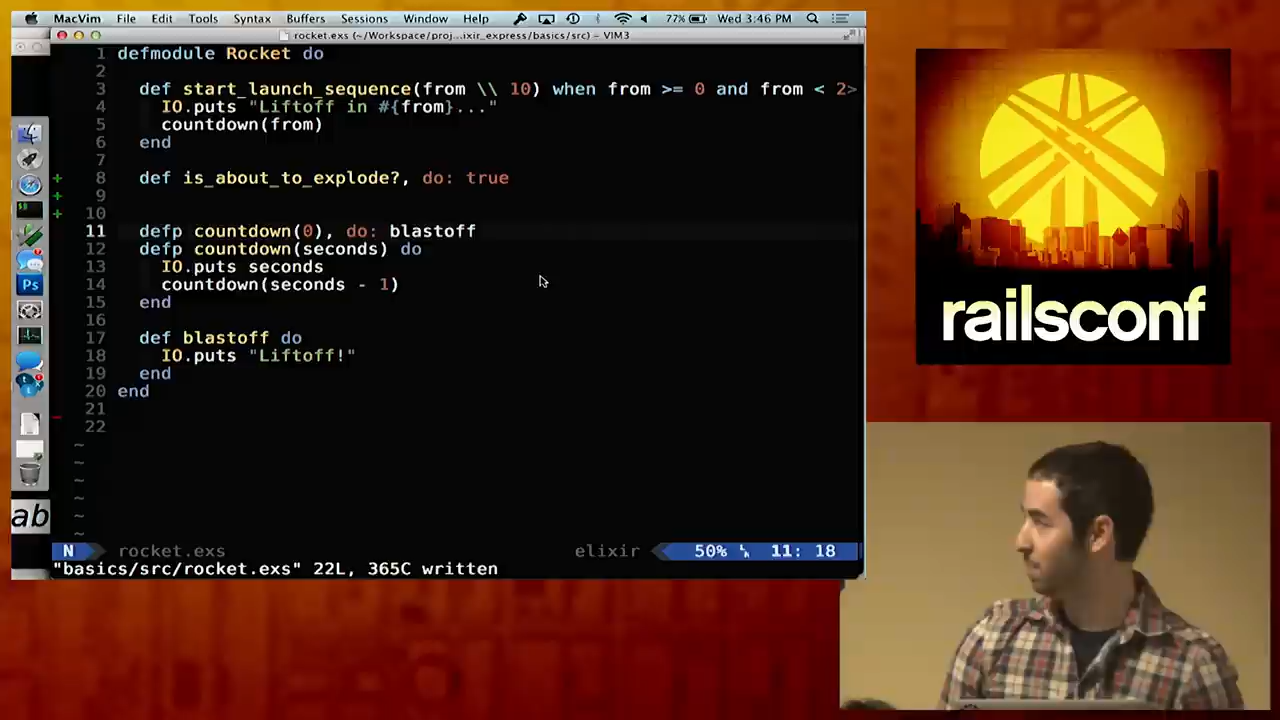 MacVim File Edit Tools Syntax Buffers Sessions Window Help 77% Wed 3:46 PM
rocket.exs (~/Workspace/proj...ixir_express/basics/src) - VIM3
1 defmodule Rocket do
2
3 def start_launch_sequence(from \\ 10) when from >= 0 and from < 2>
4 IO.puts "Liftoff in #{from}..."
5 countdown(from)
6 end
7
+ 8 def is_about_to_explode?, do: true
+ 9
+ 10
11 defp countdown(0), do: blastoff
12 defp countdown(seconds) do
13 IO.puts seconds
14 countdown(seconds - 1)
15 end
16
17 def blastoff do
18 IO.puts "Liftoff!"
19 end
20 end
21
22
~
~
~
~
~
~
N rocket.exs elixir 50% 11: 18
"basics/src/rocket.exs" 22L, 365C written
Ps
ab
railsconf